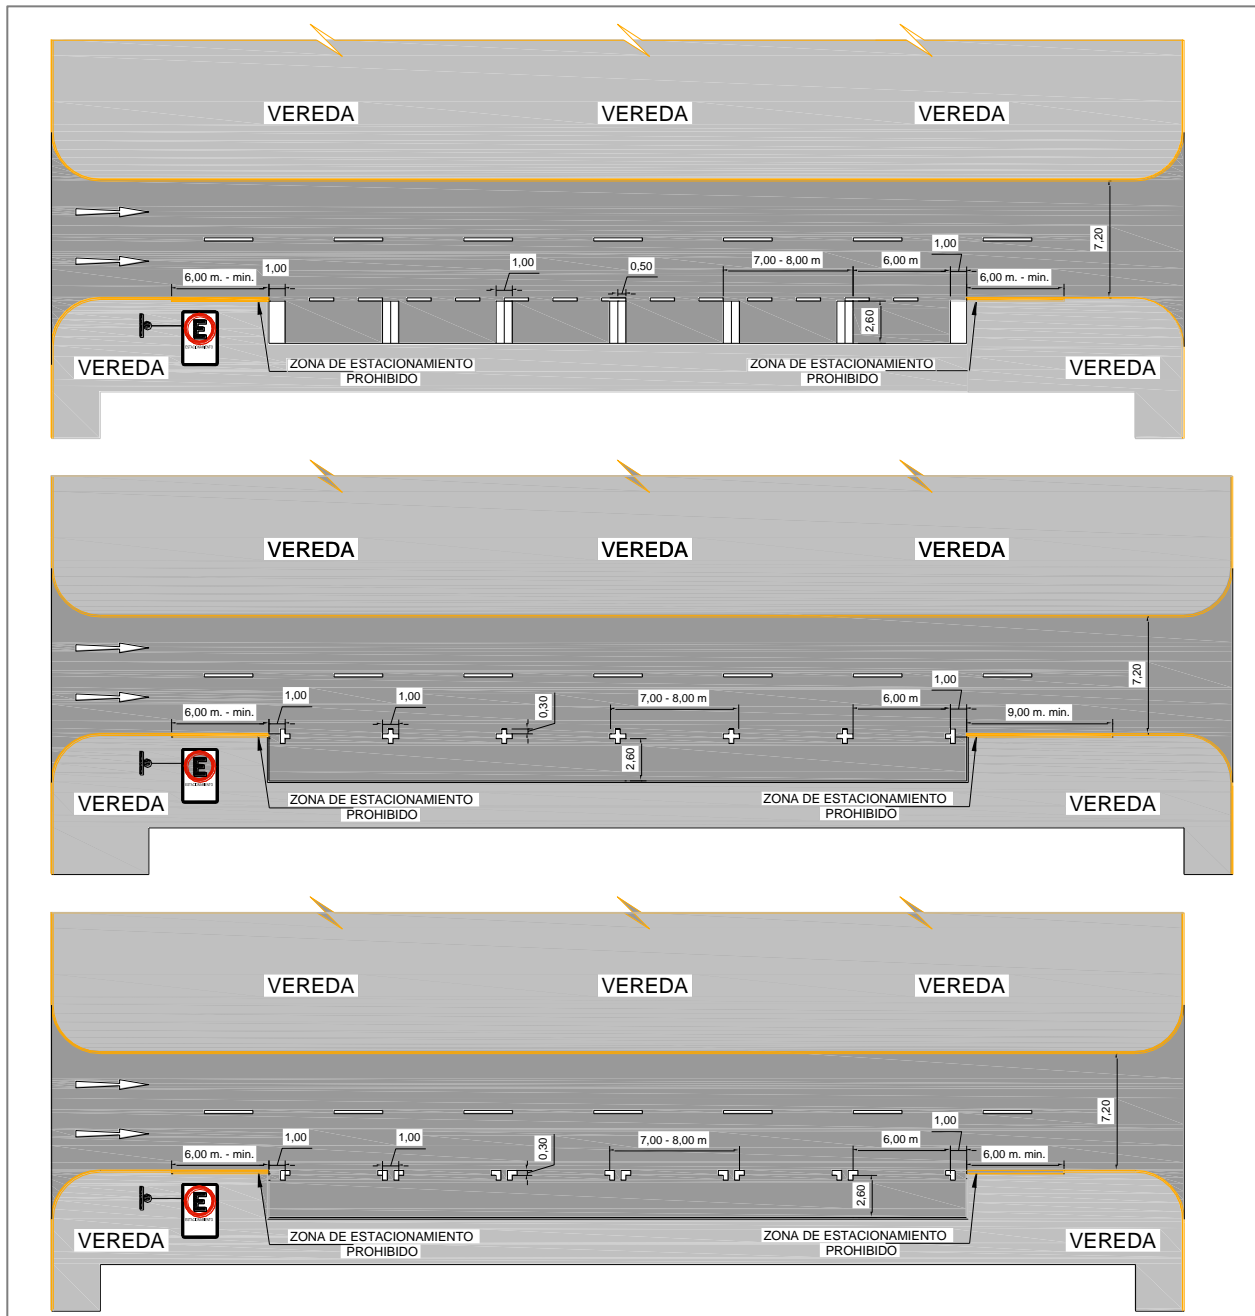 VEREDA VEREDA VEREDA
7,20
1,00 1,00 0,50 7,00 - 8,00 m 6,00 m 1,00
6,00 m. - min. 6,00 m. - min.
2,60
E
ESTACIONAMIENTO
VEREDA VEREDA
ZONA DE ESTACIONAMIENTO
PROHIBIDO
ZONA DE ESTACIONAMIENTO
PROHIBIDO
VEREDA VEREDA VEREDA
7,20
1,00 1,00 0,30 7,00 - 8,00 m 6,00 m 1,00
6,00 m. - min. 9,00 m. min.
2,60
E
ESTACIONAMIENTO
VEREDA VEREDA
ZONA DE ESTACIONAMIENTO
PROHIBIDO
ZONA DE ESTACIONAMIENTO
PROHIBIDO
VEREDA VEREDA VEREDA
7,20
1,00 1,00 0,30 7,00 - 8,00 m 6,00 m 1,00
6,00 m. - min. 6,00 m. min.
2,60
E
ESTACIONAMIENTO
VEREDA VEREDA
ZONA DE ESTACIONAMIENTO
PROHIBIDO
ZONA DE ESTACIONAMIENTO
PROHIBIDO